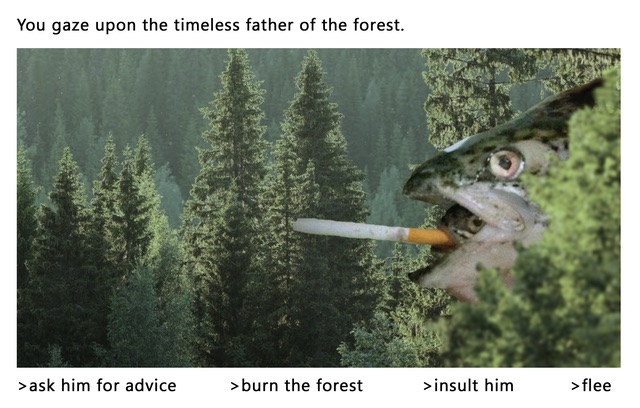 You gaze upon the timeless father of the forest.
>ask him for advice >burn the forest >insult him >flee